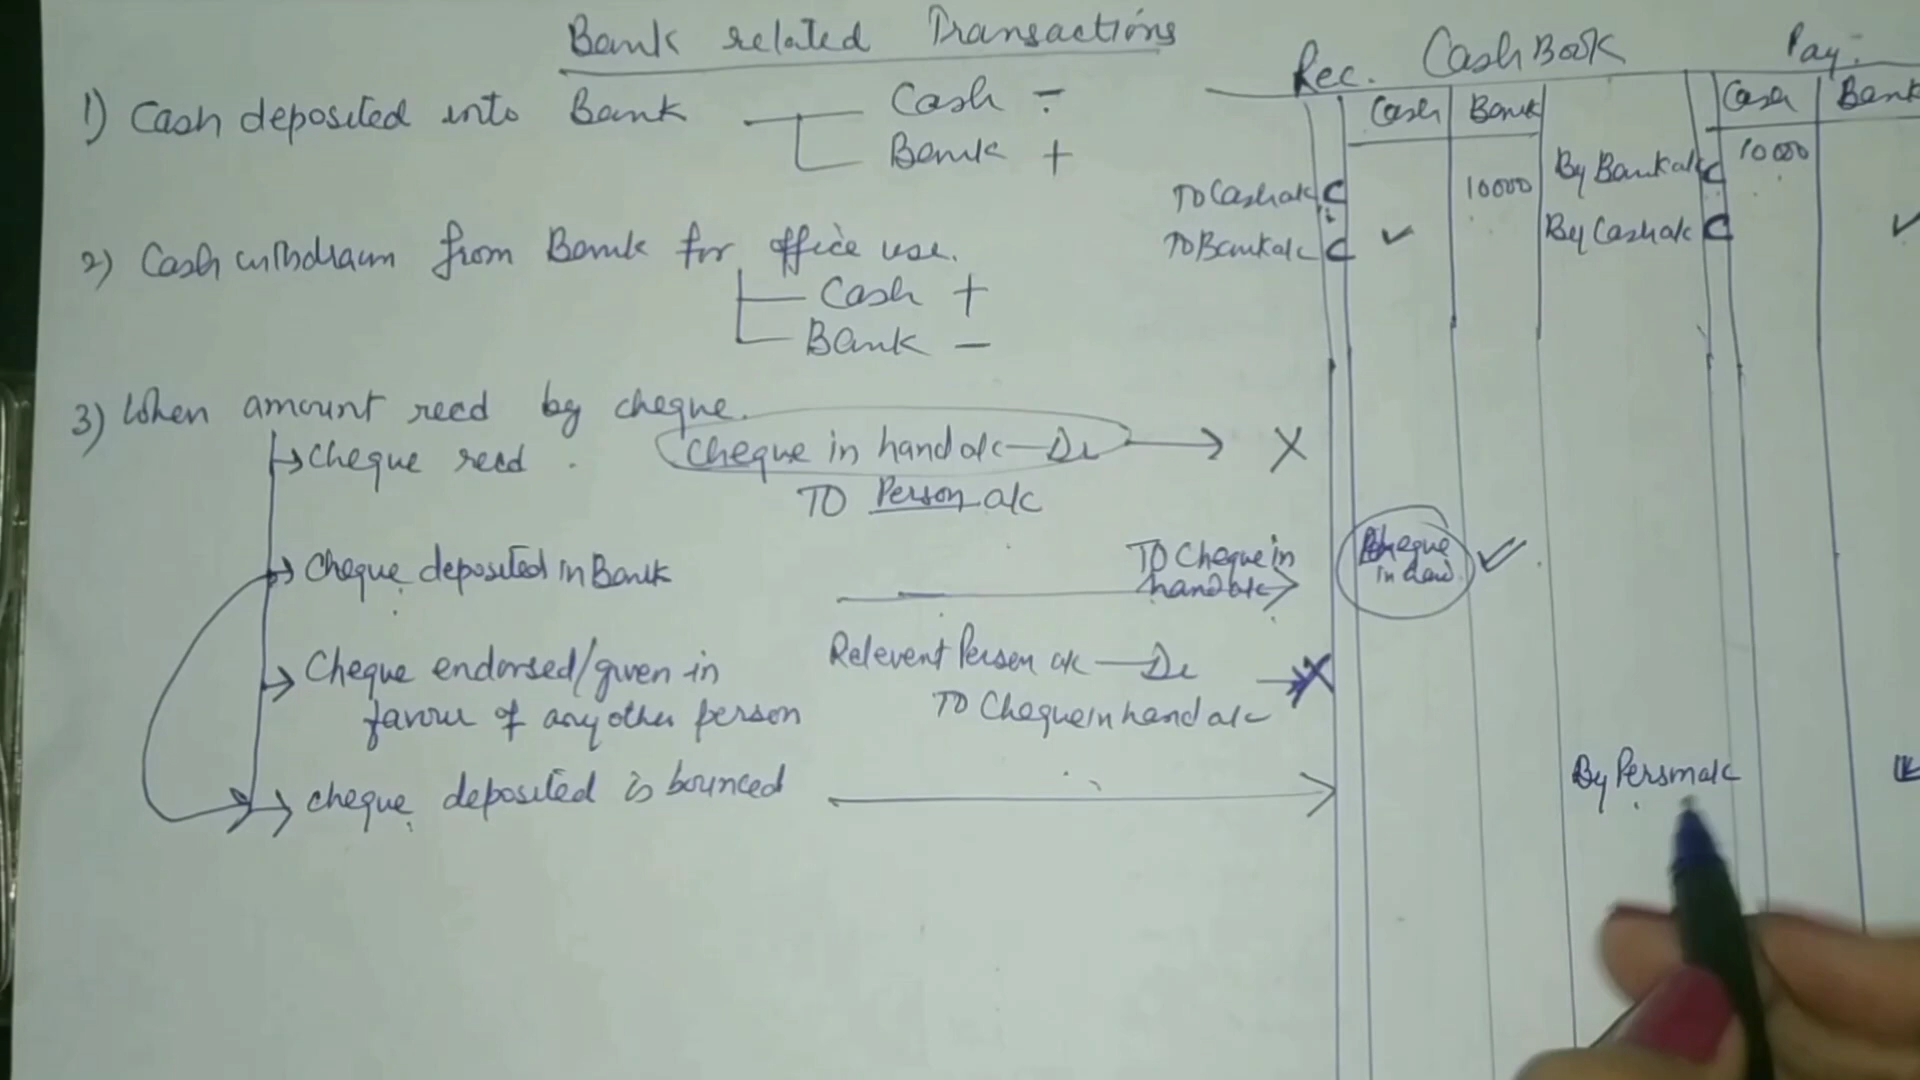 Bank related Transactions
1) Cash deposited into Bank
Cash -
Bank +
2) Cash withdrawn from Bank for office use.
Cash +
Bank -
3) When amount recd by cheque.
Cheque recd.
Cheque in hand a/c - Dr
X
TO Person a/c
Cheque deposited in Bank
TO Cheque in
hand a/c
Cheque endorsed/given in
favour of any other person
Relevent Person a/c - Dr
TO Cheque in hand a/c
X
cheque deposited is bounced
Rec. Cash Book Pay.
Cash Bank Cash Bank
By Bank a/c C 10000
To Cash a/c C 10000
By Cash a/c C ✓
To Bank a/c C ✓
Cheque
in
✓
By Person a/c